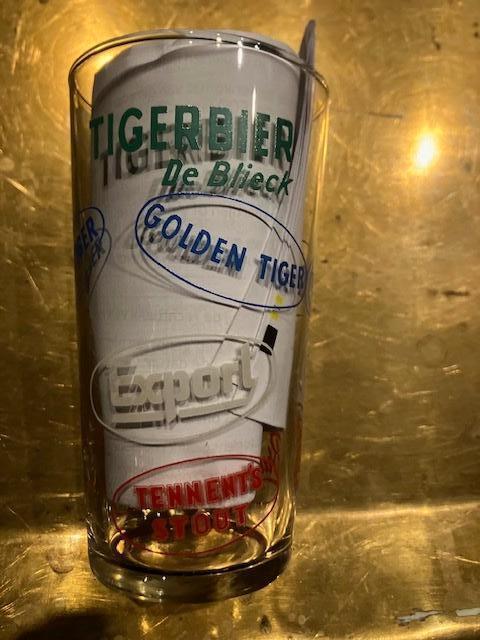 TIGERBIER
De Blieck
GOLDEN TIGER
Export
TENNENT'S
STOUT